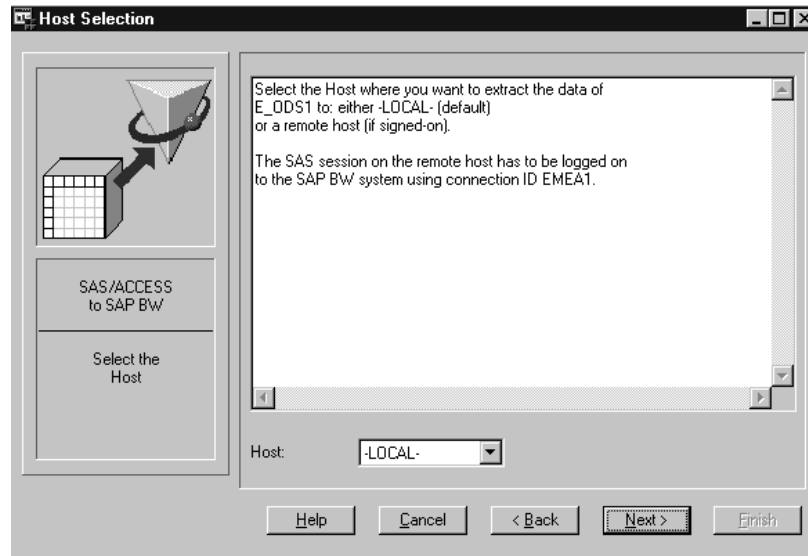 Host Selection
Select the Host where you want to extract the data of
E_ODS1 to: either -LOCAL- (default)
or a remote host (if signed-on).
The SAS session on the remote host has to be logged on
to the SAP BW system using connection ID EMEA1.
SAS/ACCESS
to SAP BW
Select the
Host
Host:
-LOCAL-
Help
Cancel
< Back
Next >
Finish